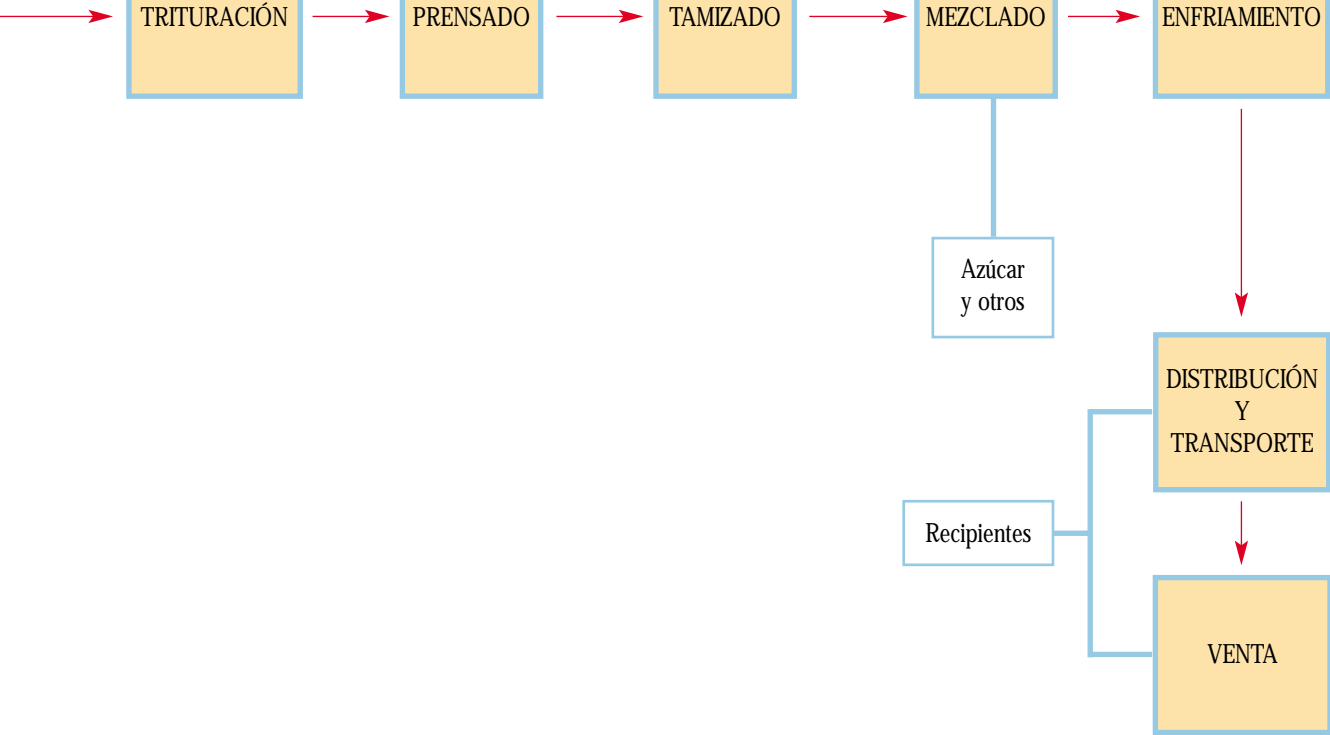 TRITURACIÓN
PRENSADO
TAMIZADO
MEZCLADO
ENFRIAMIENTO
Azúcar
y otros
DISTRIBUCIÓN
Y
TRANSPORTE
Recipientes
VENTA